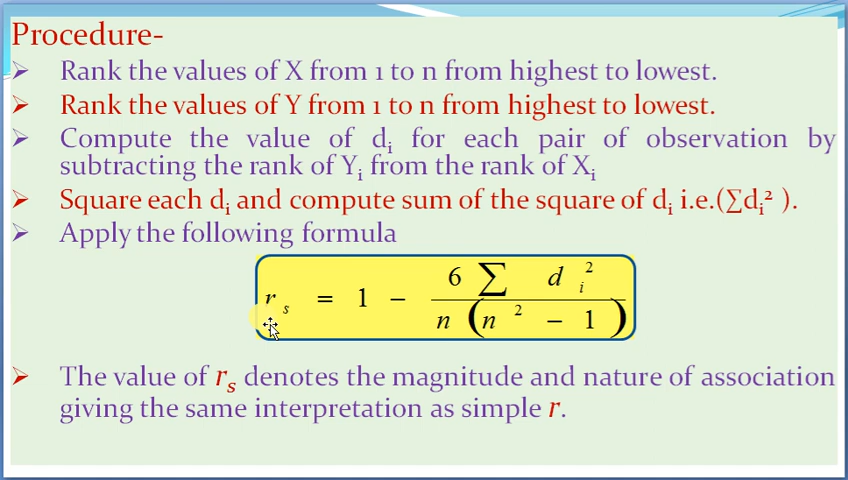 Procedure-
➢ Rank the values of X from 1 to n from highest to lowest.
➢ Rank the values of Y from 1 to n from highest to lowest.
➢ Compute the value of dᵢ for each pair of observation by
subtracting the rank of Yᵢ from the rank of Xᵢ
➢ Square each dᵢ and compute sum of the square of dᵢ i.e.(∑dᵢ² ).
➢ Apply the following formula
r_s = 1 − 6 ∑ d_i² / n (n² − 1)
➢ The value of r_s denotes the magnitude and nature of association
giving the same interpretation as simple r.